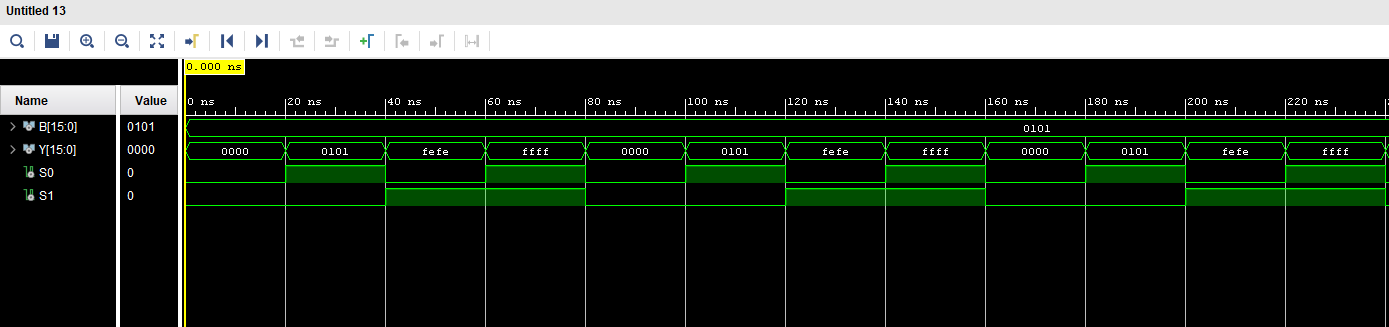 Untitled 13
0.000 ns
Name Value
0 ns 20 ns 40 ns 60 ns 80 ns 100 ns 120 ns 140 ns 160 ns 180 ns 200 ns 220 ns
B[15:0] 0101 0101
Y[15:0] 0000 0000 0101 fefe ffff 0000 0101 fefe ffff 0000 0101 fefe ffff
S0 0
S1 0